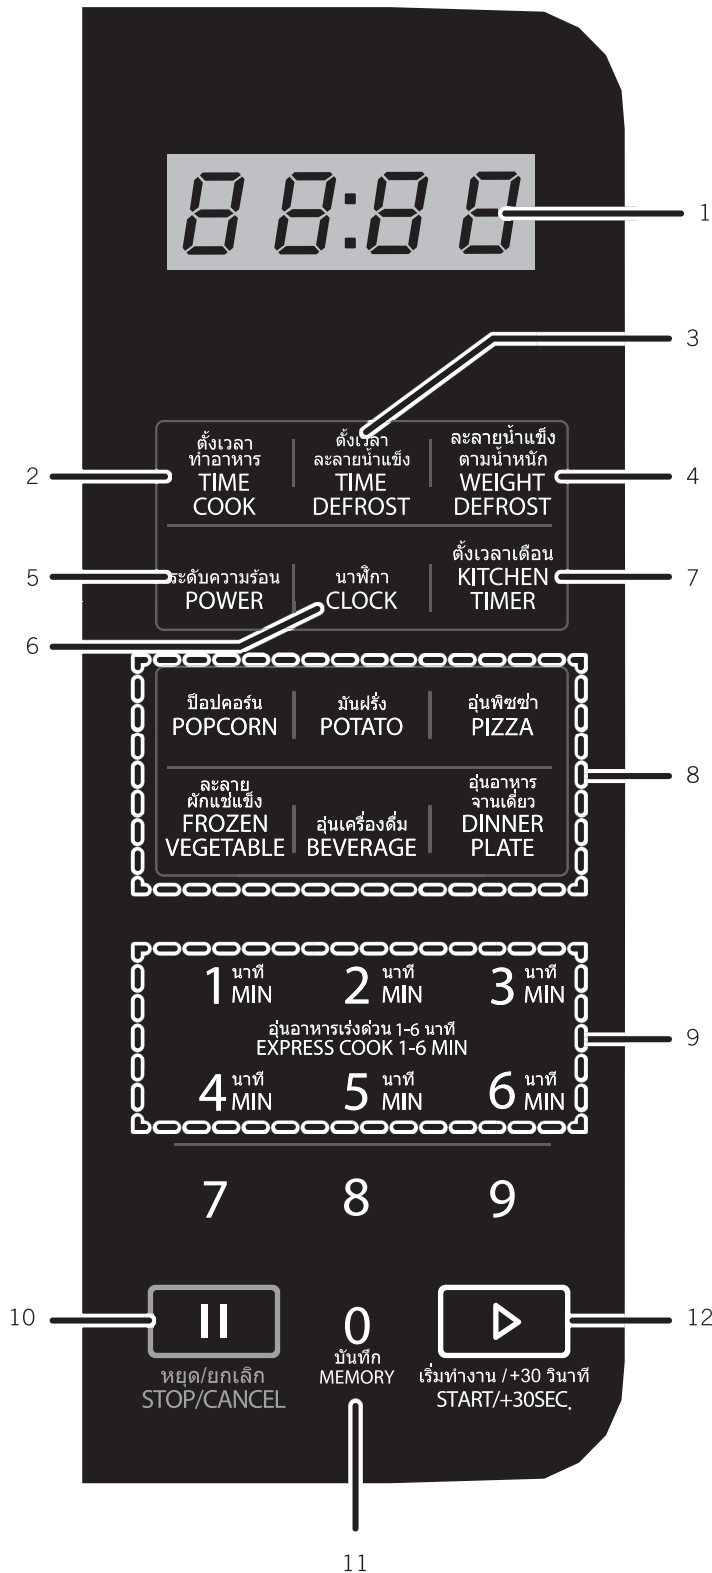 88:88
1
3
ตั้งเวลา
ทำอาหาร
TIME
COOK
ตั้งเวลา
ละลายน้ำแข็ง
TIME
DEFROST
ละลายน้ำแข็ง
ตามน้ำหนัก
WEIGHT
DEFROST
2
4
ระดับความร้อน
POWER
นาฬิกา
CLOCK
ตั้งเวลาเตือน
KITCHEN
TIMER
5
7
6
ป๊อปคอร์น
POPCORN
มันฝรั่ง
POTATO
อุ่นพิซซ่า
PIZZA
8
ละลาย
ผักแช่แข็ง
FROZEN
VEGETABLE
อุ่นเครื่องดื่ม
BEVERAGE
อุ่นอาหาร
จานเดี่ยว
DINNER
PLATE
1 นาที MIN
2 นาที MIN
3 นาที MIN
อุ่นอาหารเร่งด่วน 1-6 นาที
EXPRESS COOK 1-6 MIN
9
4 นาที MIN
5 นาที MIN
6 นาที MIN
7 8 9
10
12
หยุด/ยกเลิก
STOP/CANCEL
0
บันทึก
MEMORY
เริ่มทำงาน /+30 วินาที
START/+30SEC.
11